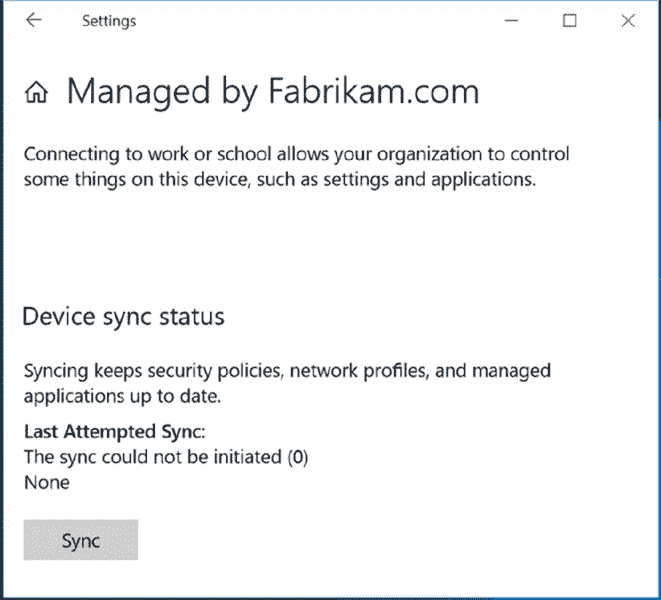 Settings
Managed by Fabrikam.com
Connecting to work or school allows your organization to control
some things on this device, such as settings and applications.
Device sync status
Syncing keeps security policies, network profiles, and managed
applications up to date.
Last Attempted Sync:
The sync could not be initiated (0)
None
Sync